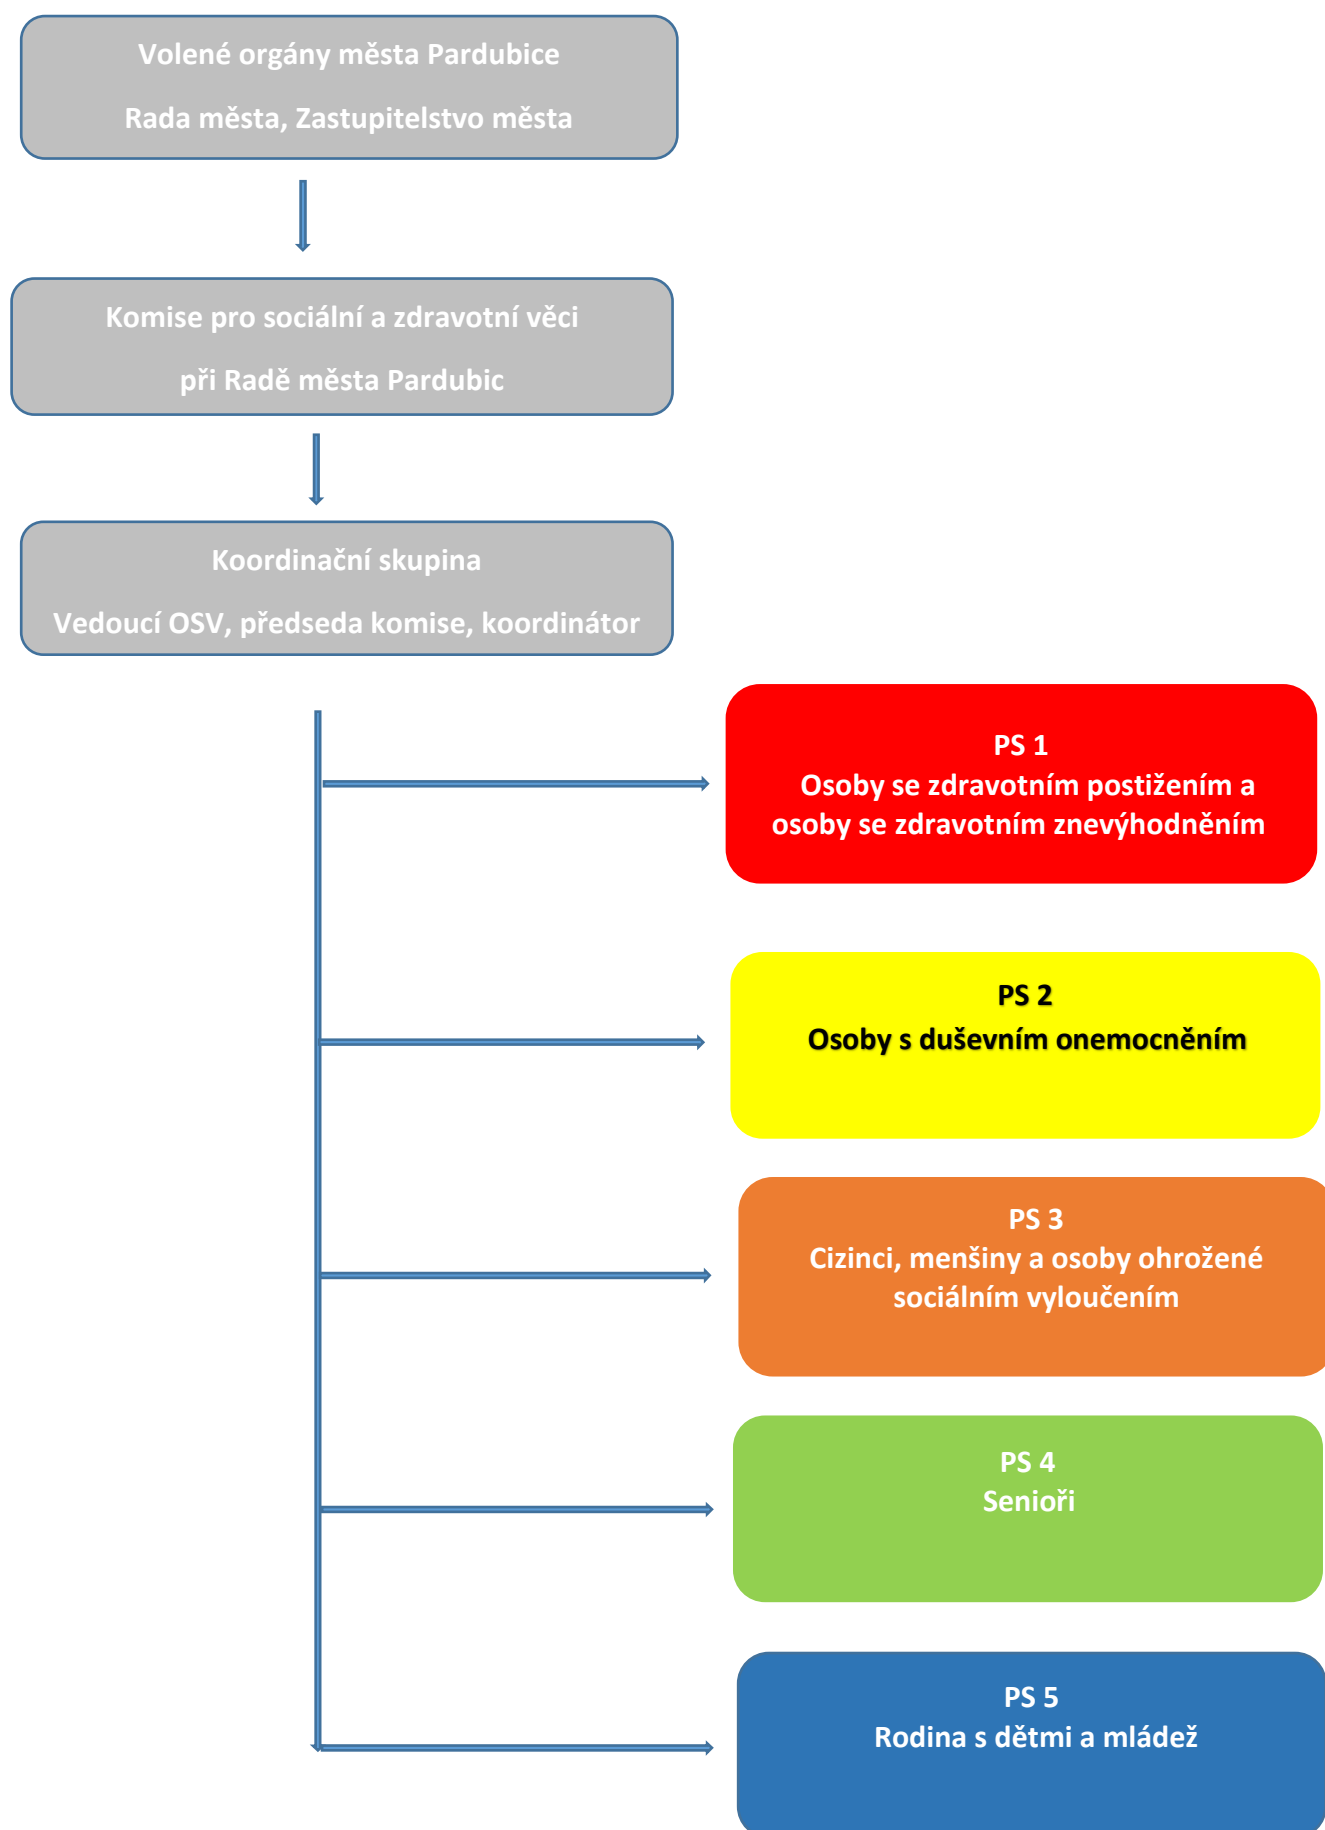 Volené orgány města Pardubice
Rada města, Zastupitelstvo města
Komise pro sociální a zdravotní věci
při Radě města Pardubic
Koordinační skupina
Vedoucí OSV, předseda komise, koordinátor
PS 1
Osoby se zdravotním postižením a
osoby se zdravotním znevýhodněním
PS 2
Osoby s duševním onemocněním
PS 3
Cizinci, menšiny a osoby ohrožené
sociálním vyloučením
PS 4
Senioři
PS 5
Rodina s dětmi a mládež